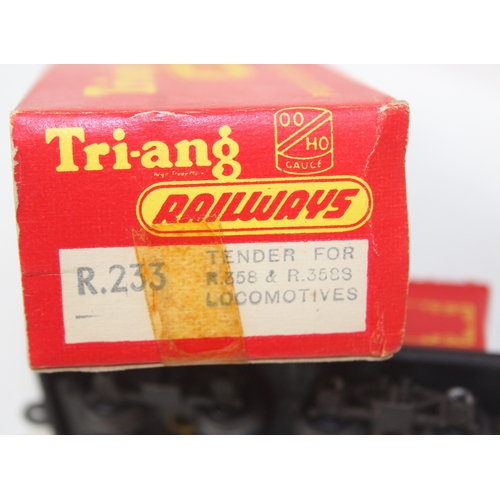 Tri-ang
OO
HO
GAUGE
RAILWAYS
R.233
TENDER FOR
R.358 & R.358S
LOCOMOTIVES